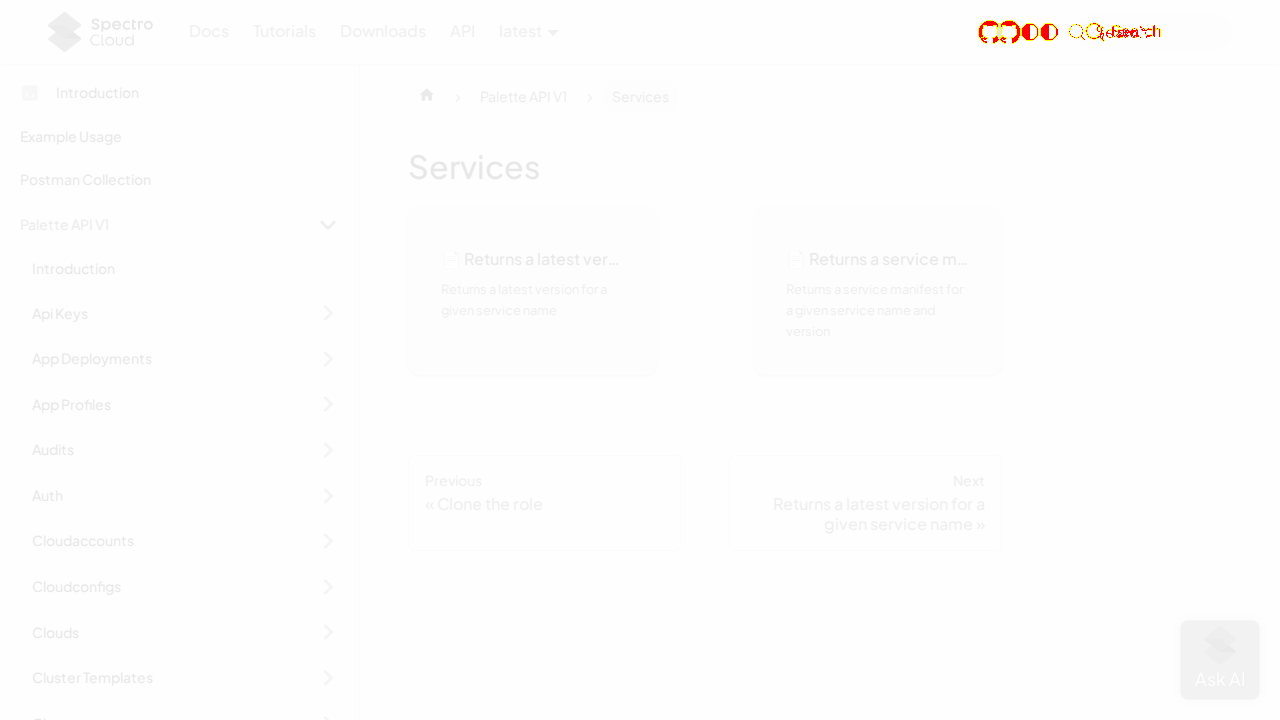 Spectro
Cloud
Docs
Tutorials
Downloads
API
latest
Search
Introduction
Example Usage
Postman Collection
Palette API V1
Introduction
Api Keys
App Deployments
App Profiles
Audits
Auth
Cloudaccounts
Cloudconfigs
Clouds
Cluster Templates
Palette API V1
Services
Services
Returns a latest ver...
Returns a latest version for a
given service name
Returns a service m...
Returns a service manifest for
a given service name and
version
Previous
« Clone the role
Next
Returns a latest version for a
given service name »
Ask AI